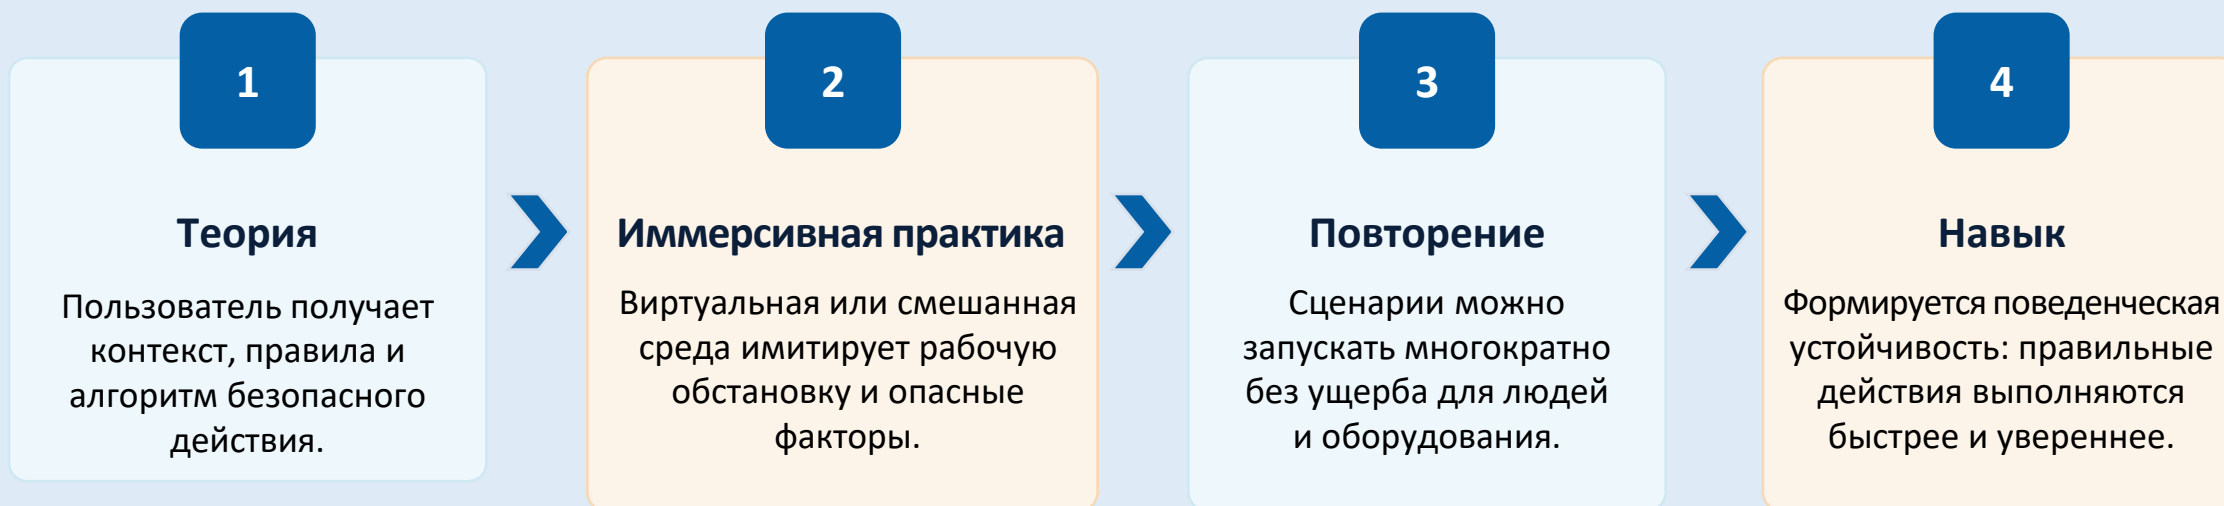 1
Теория
Пользователь получает
контекст, правила и
алгоритм безопасного
действия.
2
Иммерсивная практика
Виртуальная или смешанная
среда имитирует рабочую
обстановку и опасные
факторы.
3
Повторение
Сценарии можно
запускать многократно
без ущерба для людей
и оборудования.
4
Навык
Формируется поведенческая
устойчивость: правильные
действия выполняются
быстрее и увереннее.